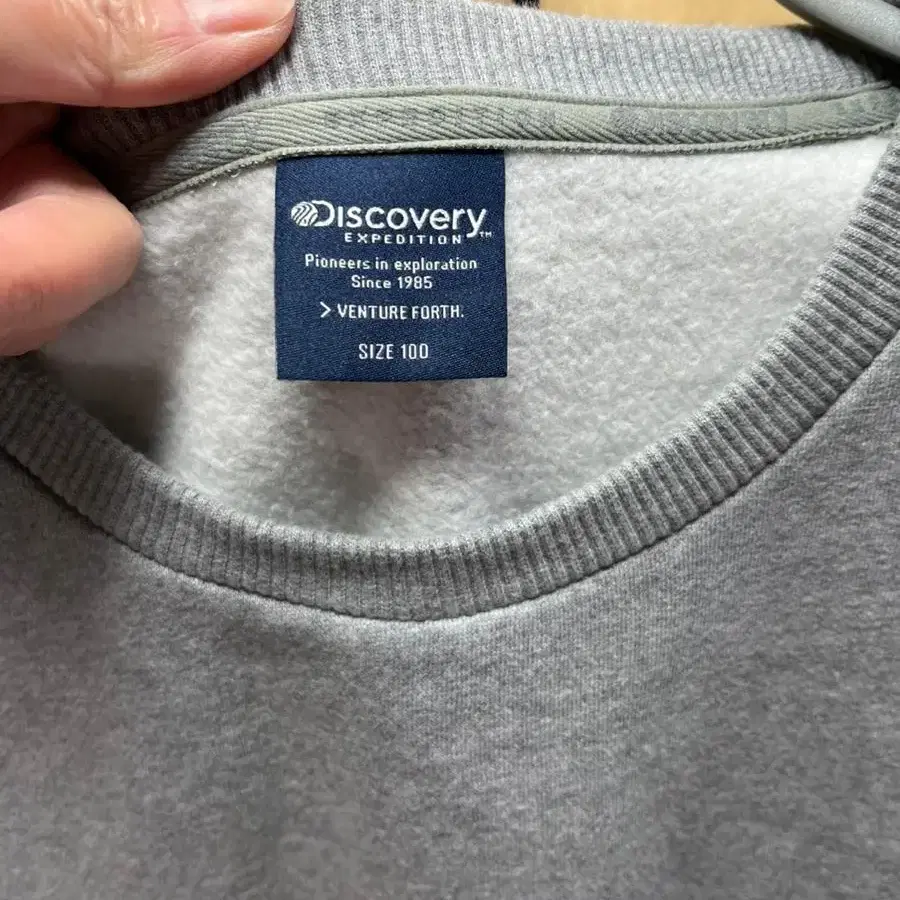 Discovery
EXPEDITION™
Pioneers in exploration
Since 1985
> VENTURE FORTH.
SIZE 100